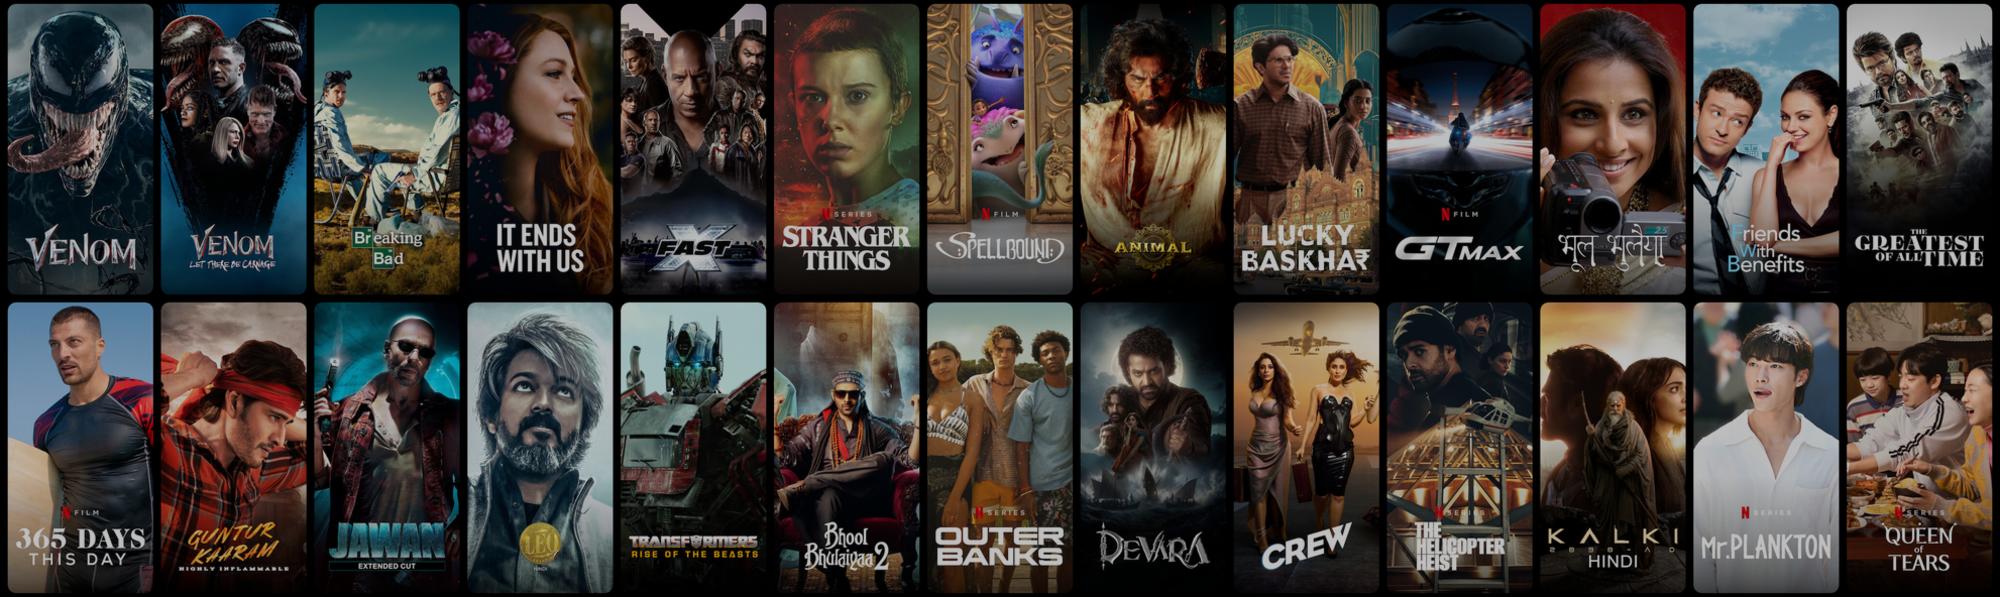 VENOM
VENOM
LET THERE BE CARNAGE
Breaking
Bad
IT ENDS
WITH US
FAST X
N SERIES
STRANGER
THINGS
N FILM
SPELLBOUND
ANIMAL
LUCKY
BASKHAR
N FILM
GTMAX
भूल भुलैया
Friends
With
Benefits
THE
GREATEST
OF ALL TIME
N FILM
365 DAYS
THIS DAY
GUNTUR
KAARAM
HIGHLY INFLAMMABLE
JAWAN
EXTENDED CUT
LEO
HINDI
TRANSFORMERS
RISE OF THE BEASTS
Bhool
Bhulaiyaa 2
N SERIES
OUTER
BANKS
DEVARA
CREW
N SERIES
THE
HELICOPTER
HEIST
KALKI
2898-AD
HINDI
N SERIES
Mr.PLANKTON
N SERIES
QUEEN
of
TEARS